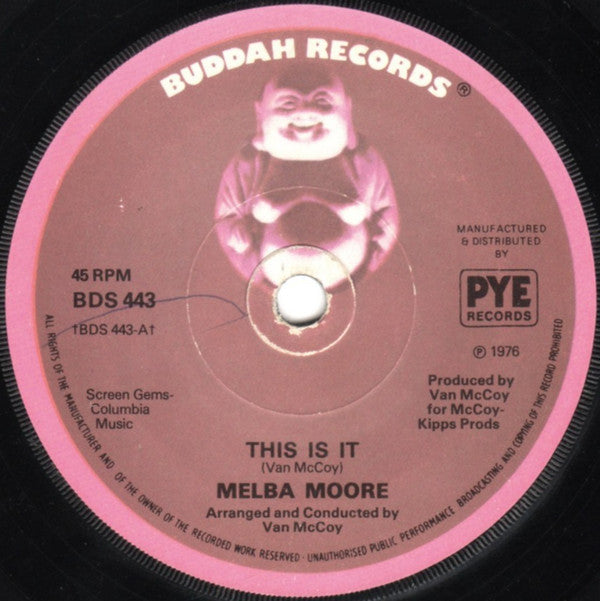 BUDDAH RECORDS ®
MANUFACTURED
& DISTRIBUTED
BY
PYE
RECORDS
45 RPM
BDS 443
†BDS 443-A†
℗ 1976
Screen Gems-
Columbia
Music
Produced by
Van McCoy
for McCoy-
Kipps Prods
THIS IS IT
(Van McCoy)
MELBA MOORE
Arranged and Conducted by
Van McCoy
ALL RIGHTS OF THE MANUFACTURER AND OF THE OWNER OF THE RECORDED WORK RESERVED · UNAUTHORISED PUBLIC PERFORMANCE BROADCASTING AND COPYING OF THIS RECORD PROHIBITED